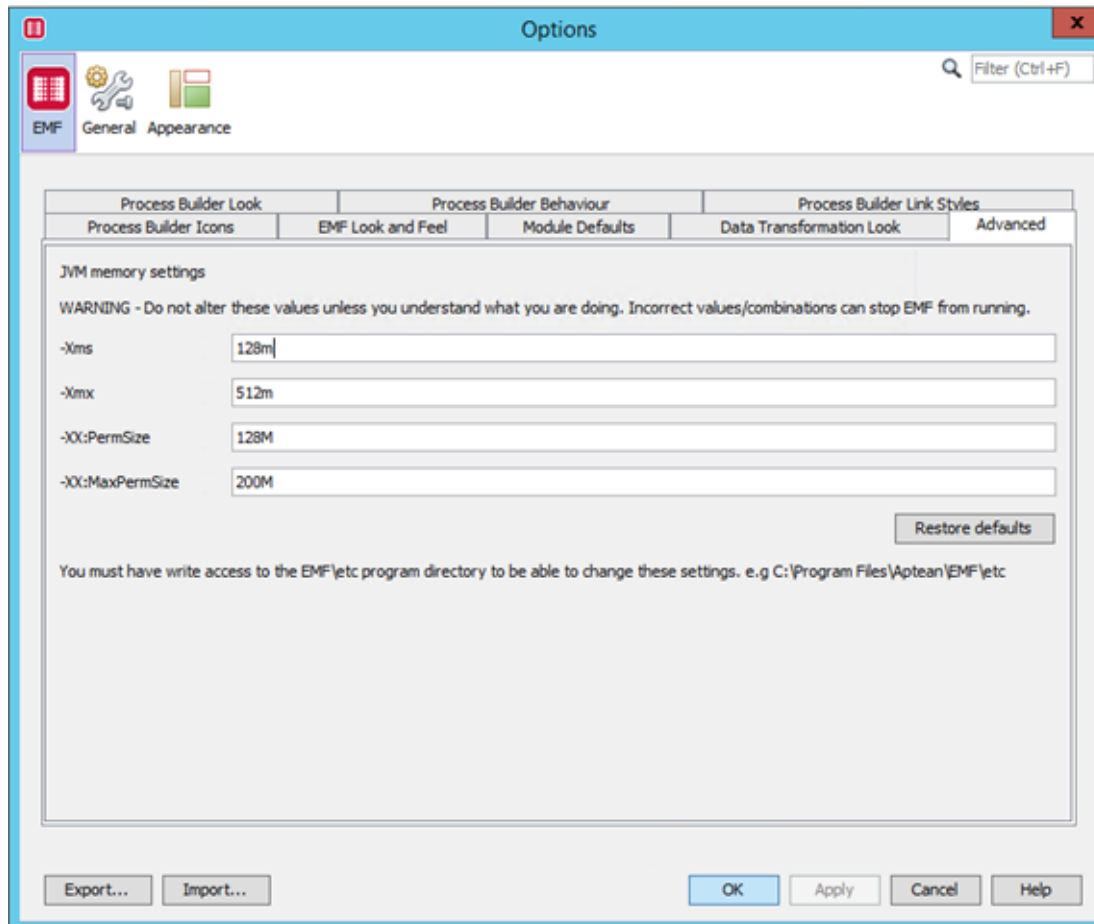 Options
x
Filter (Ctrl+F)
EMF General Appearance
Process Builder Look Process Builder Behaviour Process Builder Link Styles
Process Builder Icons EMF Look and Feel Module Defaults Data Transformation Look Advanced
JVM memory settings
WARNING - Do not alter these values unless you understand what you are doing. Incorrect values/combinations can stop EMF from running.
-Xms 128m
-Xmx 512m
-XX:PermSize 128M
-XX:MaxPermSize 200M
Restore defaults
You must have write access to the EMF\etc program directory to be able to change these settings. e.g C:\Program Files\Aptean\EMF\etc
Export... Import... OK Apply Cancel Help